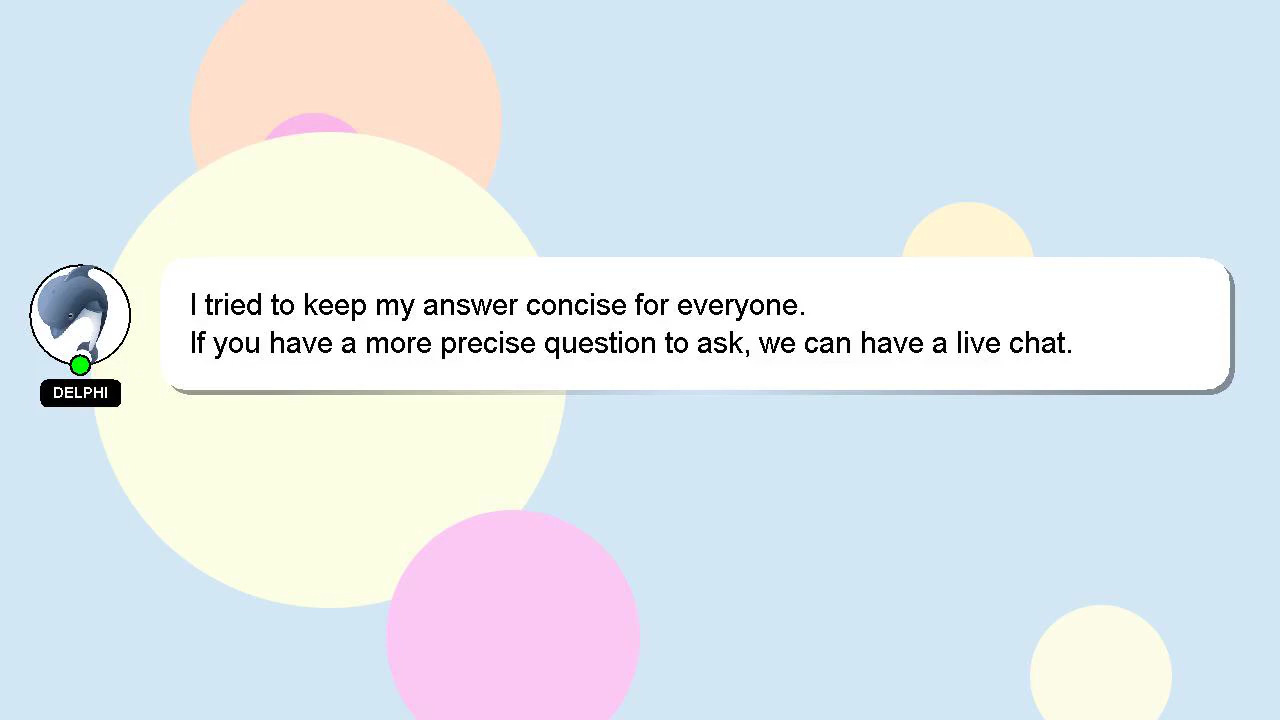 I tried to keep my answer concise for everyone.
If you have a more precise question to ask, we can have a live chat.
DELPHI